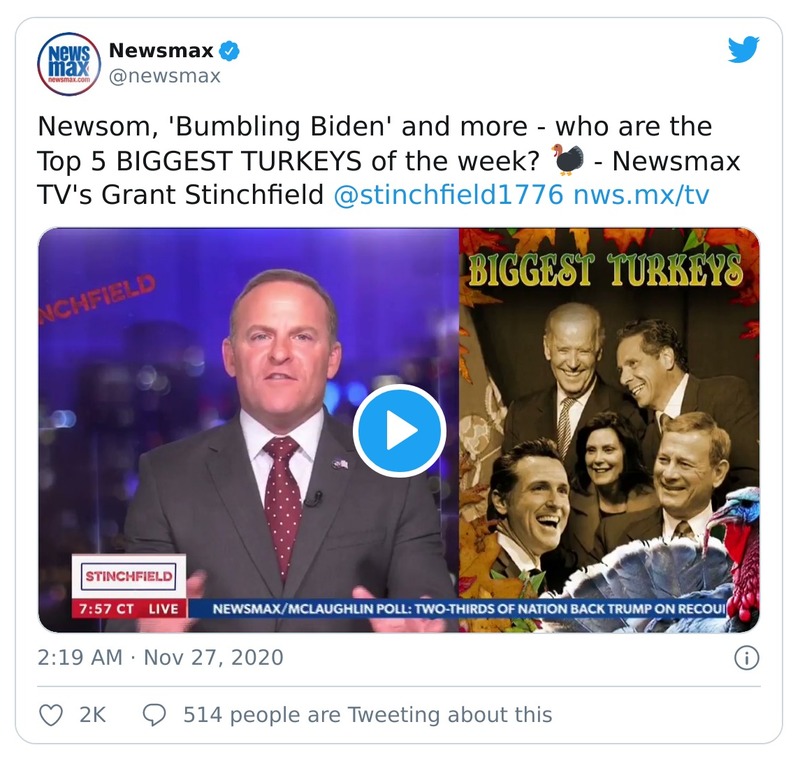 News
max
newsmax.com
Newsmax
@newsmax
Newsom, 'Bumbling Biden' and more - who are the
Top 5 BIGGEST TURKEYS of the week? 🦃 - Newsmax
TV's Grant Stinchfield @stinchfield1776 nws.mx/tv
NCHFIELD
BIGGEST TURKEYS
STINCHFIELD
7:57 CT LIVE
NEWSMAX/MCLAUGHLIN POLL: TWO-THIRDS OF NATION BACK TRUMP ON RECOU
2:19 AM · Nov 27, 2020
2K
514 people are Tweeting about this